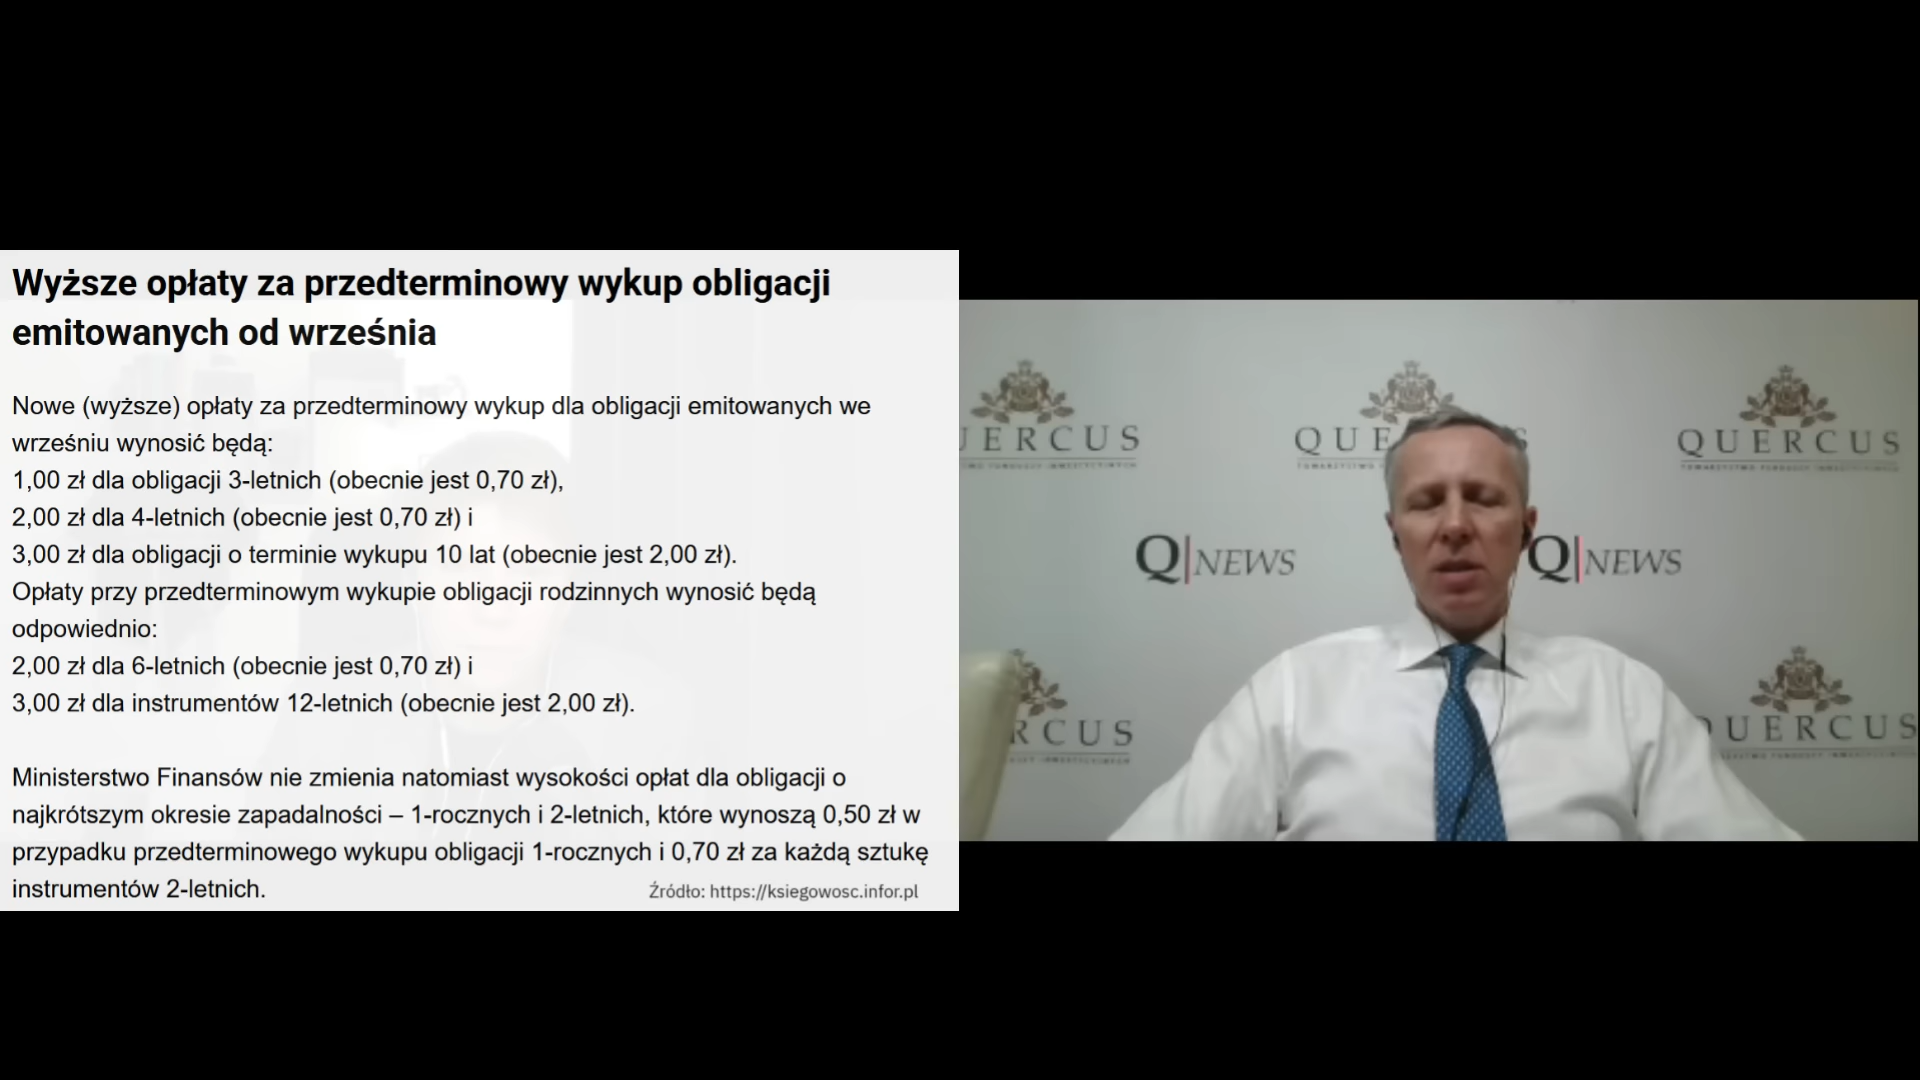 Wyższe opłaty za przedterminowy wykup obligacji
emitowanych od września
Nowe (wyższe) opłaty za przedterminowy wykup dla obligacji emitowanych we
wrześniu wynosić będą:
1,00 zł dla obligacji 3-letnich (obecnie jest 0,70 zł),
2,00 zł dla 4-letnich (obecnie jest 0,70 zł) i
3,00 zł dla obligacji o terminie wykupu 10 lat (obecnie jest 2,00 zł).
Opłaty przy przedterminowym wykupie obligacji rodzinnych wynosić będą
odpowiednio:
2,00 zł dla 6-letnich (obecnie jest 0,70 zł) i
3,00 zł dla instrumentów 12-letnich (obecnie jest 2,00 zł).
Ministerstwo Finansów nie zmienia natomiast wysokości opłat dla obligacji o
najkrótszym okresie zapadalności – 1-rocznych i 2-letnich, które wynoszą 0,50 zł w
przypadku przedterminowego wykupu obligacji 1-rocznych i 0,70 zł za każdą sztukę
instrumentów 2-letnich.
Źródło: https://ksiegowosc.infor.pl
UERCUS
QUE
QUERCUS
Q|NEWS
Q|NEWS
RCUS
QUERCUS